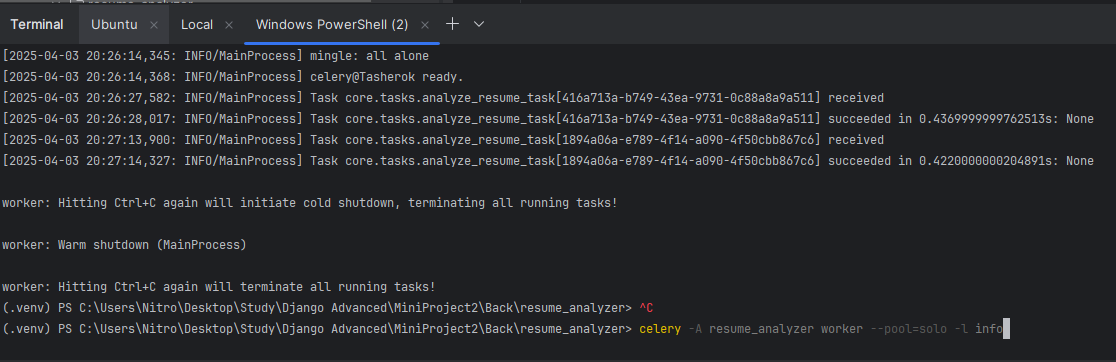 resume_analyzer
Terminal
Ubuntu
Local
Windows PowerShell (2)
[2025-04-03 20:26:14,345: INFO/MainProcess] mingle: all alone
[2025-04-03 20:26:14,368: INFO/MainProcess] celery@Tasherok ready.
[2025-04-03 20:26:27,582: INFO/MainProcess] Task core.tasks.analyze_resume_task[416a713a-b749-43ea-9731-0c88a8a9a511] received
[2025-04-03 20:26:28,017: INFO/MainProcess] Task core.tasks.analyze_resume_task[416a713a-b749-43ea-9731-0c88a8a9a511] succeeded in 0.4369999999762513s: None
[2025-04-03 20:27:13,900: INFO/MainProcess] Task core.tasks.analyze_resume_task[1894a06a-e789-4f14-a090-4f50cbb867c6] received
[2025-04-03 20:27:14,327: INFO/MainProcess] Task core.tasks.analyze_resume_task[1894a06a-e789-4f14-a090-4f50cbb867c6] succeeded in 0.4220000000204891s: None
worker: Hitting Ctrl+C again will initiate cold shutdown, terminating all running tasks!
worker: Warm shutdown (MainProcess)
worker: Hitting Ctrl+C again will terminate all running tasks!
(.venv) PS C:\Users\Nitro\Desktop\Study\Django Advanced\MiniProject2\Back\resume_analyzer> ^C
(.venv) PS C:\Users\Nitro\Desktop\Study\Django Advanced\MiniProject2\Back\resume_analyzer> celery -A resume_analyzer worker --pool=solo -l info